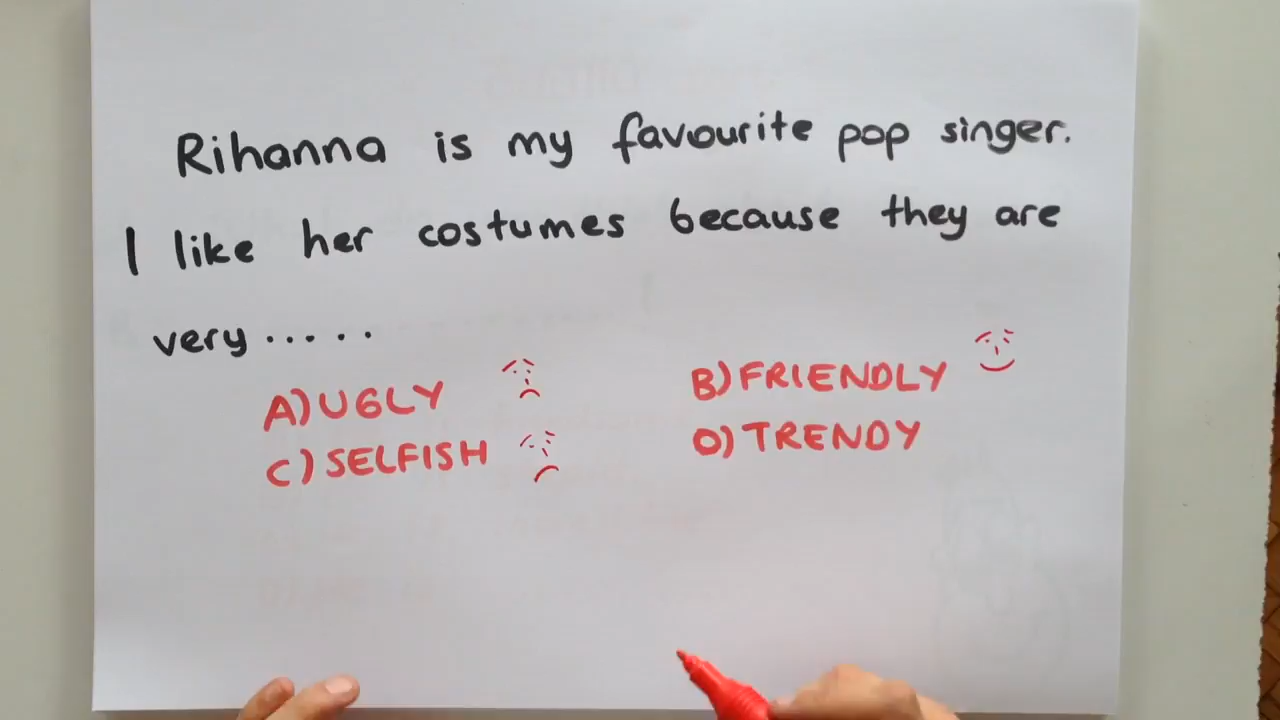 Rihanna is my favourite pop singer.
I like her costumes because they are
very.....
A) UGLY B) FRIENDLY
C) SELFISH D) TRENDY